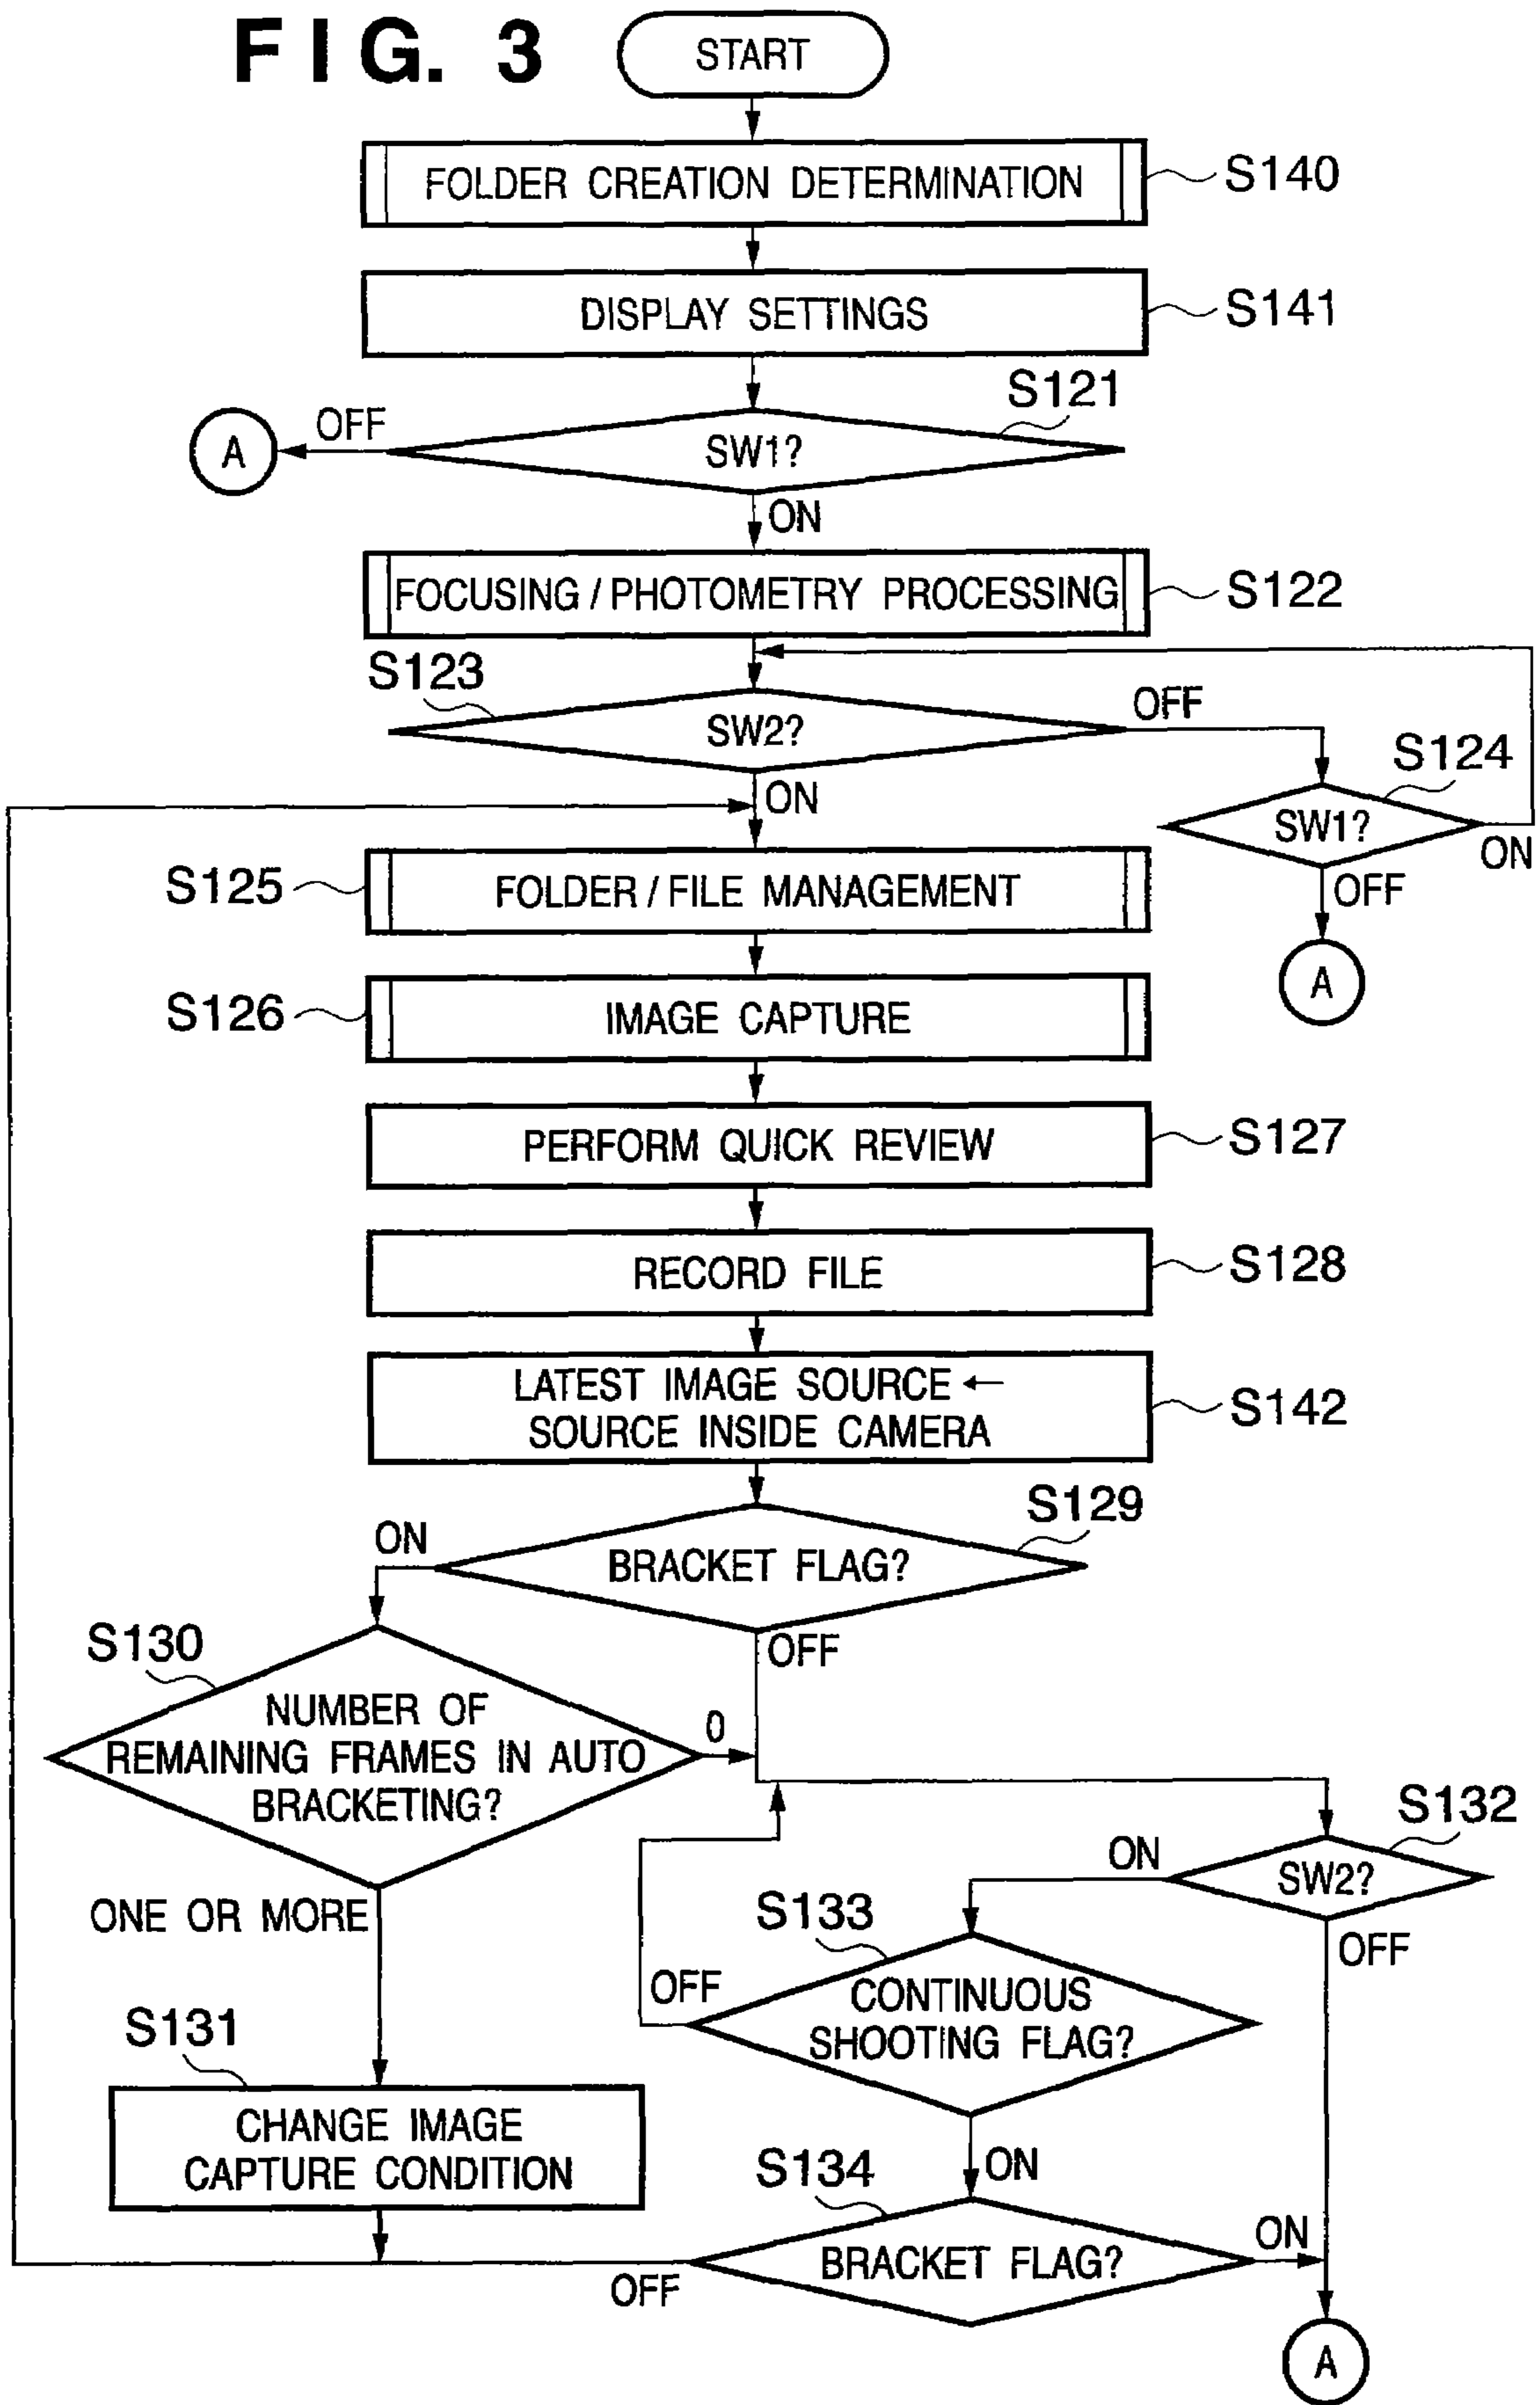 FIG. 3
START
FOLDER CREATION DETERMINATION
S140
DISPLAY SETTINGS
S141
S121
A
OFF
SW1?
ON
FOCUSING / PHOTOMETRY PROCESSING
S122
S123
SW2?
OFF
S124
ON
SW1?
ON
OFF
A
S125
FOLDER / FILE MANAGEMENT
S126
IMAGE CAPTURE
PERFORM QUICK REVIEW
S127
RECORD FILE
S128
LATEST IMAGE SOURCE ←
SOURCE INSIDE CAMERA
S142
S129
ON
BRACKET FLAG?
OFF
S130
NUMBER OF
REMAINING FRAMES IN AUTO
BRACKETING?
0
ONE OR MORE
S132
ON
SW2?
OFF
S133
OFF
CONTINUOUS
SHOOTING FLAG?
ON
S131
CHANGE IMAGE
CAPTURE CONDITION
S134
BRACKET FLAG?
ON
OFF
A